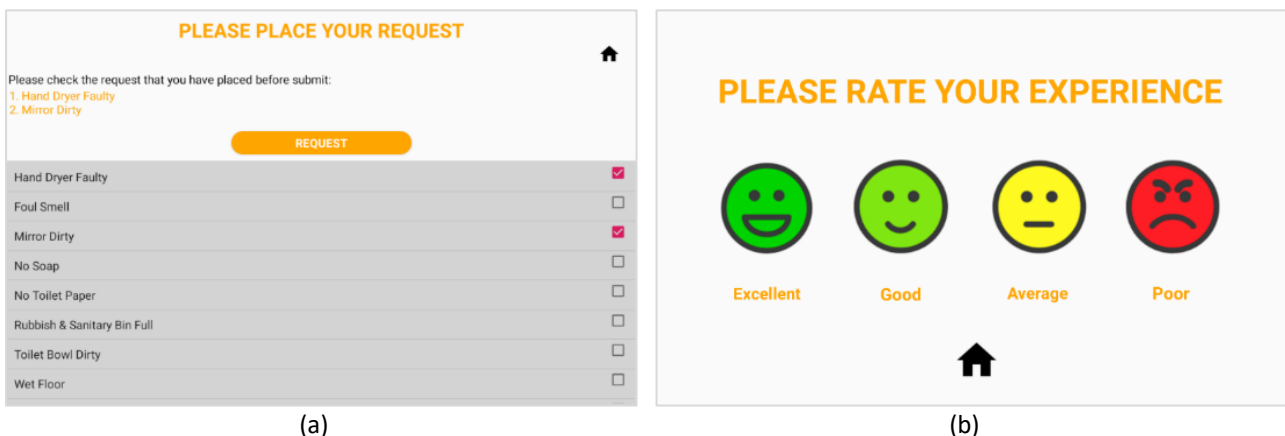 PLEASE PLACE YOUR REQUEST
Please check the request that you have placed before submit:
1. Hand Dryer Faulty
2. Mirror Dirty
REQUEST
Hand Dryer Faulty
Foul Smell
Mirror Dirty
No Soap
No Toilet Paper
Rubbish & Sanitary Bin Full
Toilet Bowl Dirty
Wet Floor
(a)
PLEASE RATE YOUR EXPERIENCE
Excellent Good Average Poor
(b)